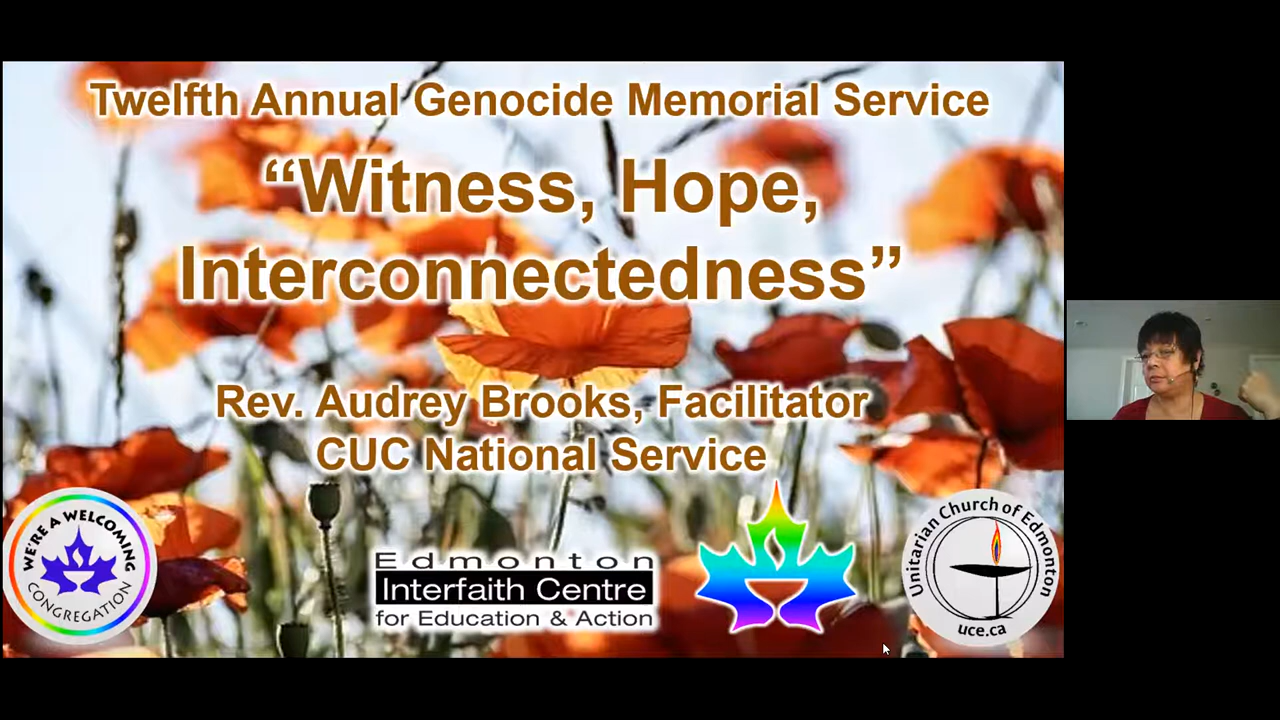 Twelfth Annual Genocide Memorial Service
“Witness, Hope,
Interconnectedness”
Rev. Audrey Brooks, Facilitator
CUC National Service
WE'RE A WELCOMING
CONGREGATION
Edmonton
Interfaith Centre
for Education & Action
Unitarian Church of Edmonton
uce.ca